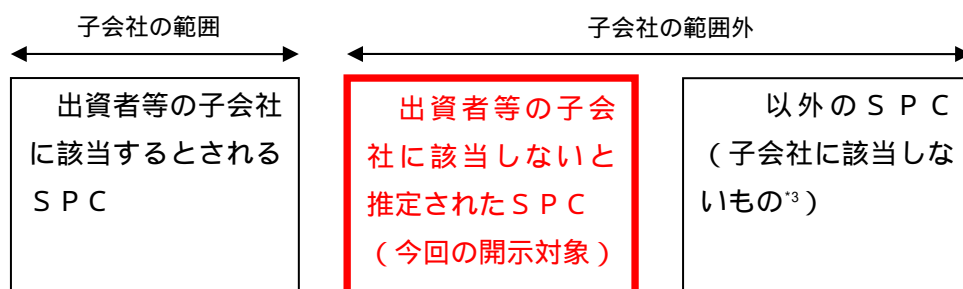 子会社の範囲
子会社の範囲外
出資者等の子会社
に該当するとされる
ＳＰＣ
出資者等の子会
社に該当しないと
推定されたＳＰＣ
（今回の開示対象）
以外のＳＰＣ
（子会社に該当しな
いもの*3）